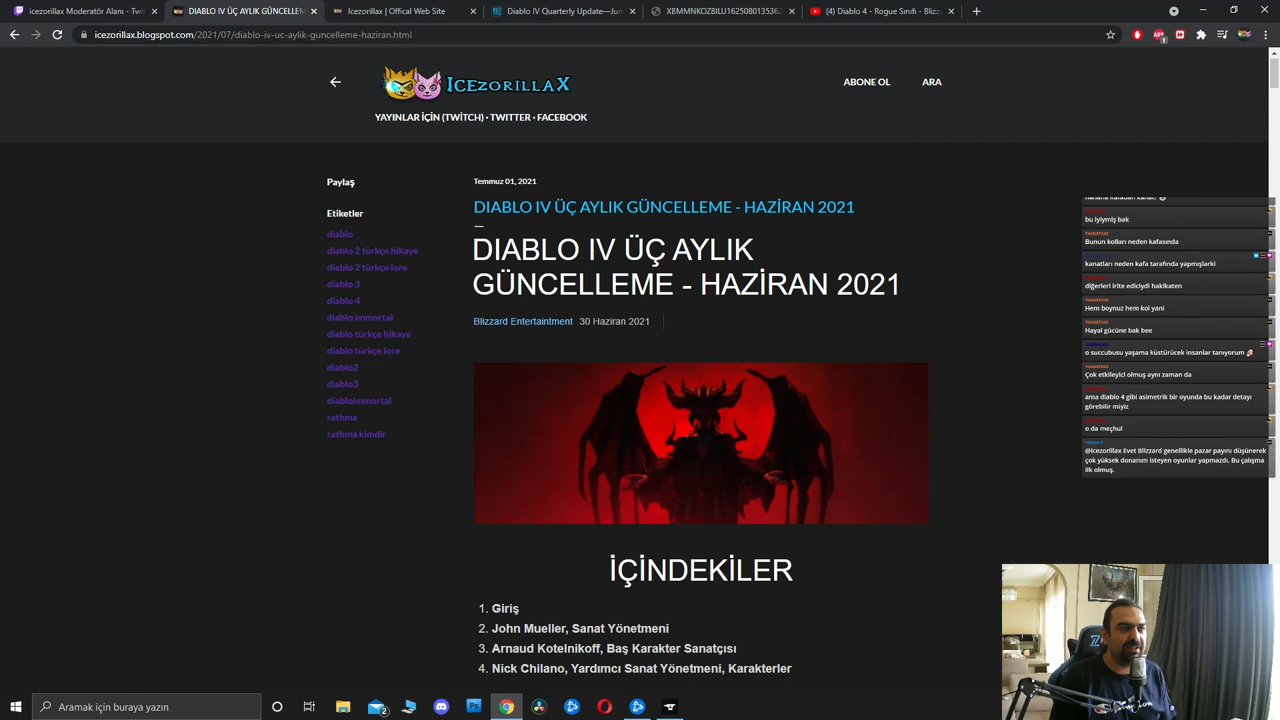 icezorillax Moderatör Alanı - Twit
DIABLO IV ÜÇ AYLIK GÜNCELLEM
Icezorillax | Offical Web Site
Diablo IV Quarterly Update—Jun
XBMMNKOZ8ILU1625080135362
Diablo 4 - Rogue Sınıfı - Blizz
icezorillax.blogspot.com/2021/07/diablo-iv-uc-aylik-guncelleme-haziran.html
IcezorillaX
ABONE OL
ARA
YAYINLAR İÇİN (TWİTCH) · TWITTER · FACEBOOK
Paylaş
Etiketler
diablo
diablo 2 türkçe hikaye
diablo 2 türkçe lore
diablo 3
diablo 4
diablo immortal
diablo türkçe hikaye
diablo türkçe lore
diablo2
diablo3
diabloimmortal
rathma
rathma kimdir
Temmuz 01, 2021
DIABLO IV ÜÇ AYLIK GÜNCELLEME - HAZİRAN 2021
DIABLO IV ÜÇ AYLIK
GÜNCELLEME - HAZİRAN 2021
Blizzard Entertaintment 30 Haziran 2021
İÇİNDEKİLER
1. Giriş
2. John Mueller, Sanat Yönetmeni
3. Arnaud Kotelnikoff, Baş Karakter Sanatçısı
4. Nick Chilano, Yardımcı Sanat Yönetmeni, Karakterler
bu iyiymiş bak
Bunun kolları neden kafasında
kanatları neden kafa tarafında yapmışlarki
diğerleri irite ediciydi hakikaten
Hem boynuz hem kol yani
Hayal gücüne bak bee
o succubusu yaşama küstürücek insanlar tanıyorum
Çok etkileyici olmuş aynı zaman da
ama diablo 4 gibi asimetrik bir oyunda bu kadar detayı
görebilir miyiz
o da meçhul
@Icezorillax Evet Blizzard genellikle pazar payını düşünerek
çok yüksek donanım isteyen oyunlar yapmazdı. Bu çalışma
ilk olmuş.
Aramak için buraya yazın
2